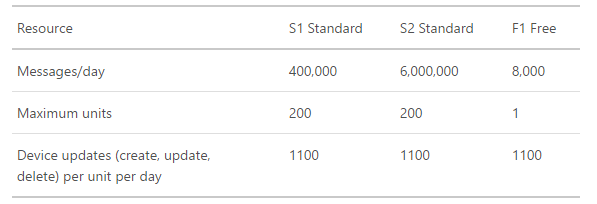 Resource S1 Standard S2 Standard F1 Free
Messages/day 400,000 6,000,000 8,000
Maximum units 200 200 1
Device updates (create, update, 1100 1100 1100
delete) per unit per day